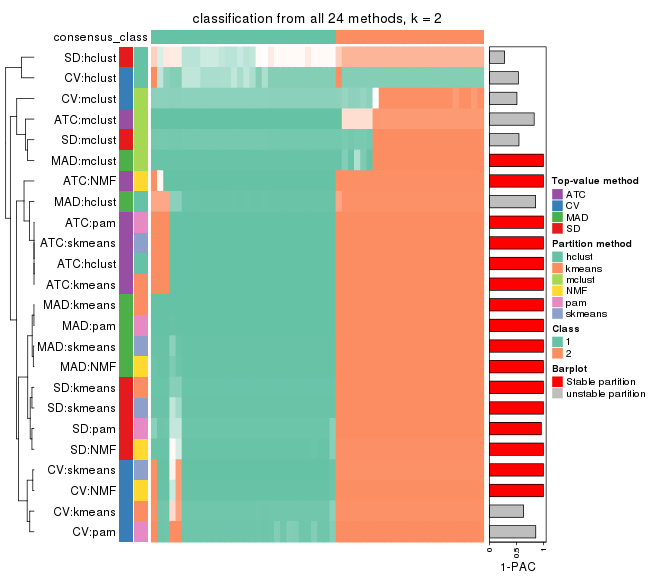 classification from all 24 methods, k = 2
consensus_class
SD:hclust
CV:hclust
CV:mclust
ATC:mclust
SD:mclust
MAD:mclust
ATC:NMF
MAD:hclust
ATC:pam
ATC:skmeans
ATC:hclust
ATC:kmeans
MAD:kmeans
MAD:pam
MAD:skmeans
MAD:NMF
SD:kmeans
SD:skmeans
SD:pam
SD:NMF
CV:skmeans
CV:NMF
CV:kmeans
CV:pam
0
0.5
1
1-PAC
Top-value method
ATC
CV
MAD
SD
Partition method
hclust
kmeans
mclust
NMF
pam
skmeans
Class
1
2
Barplot
Stable partition
unstable partition